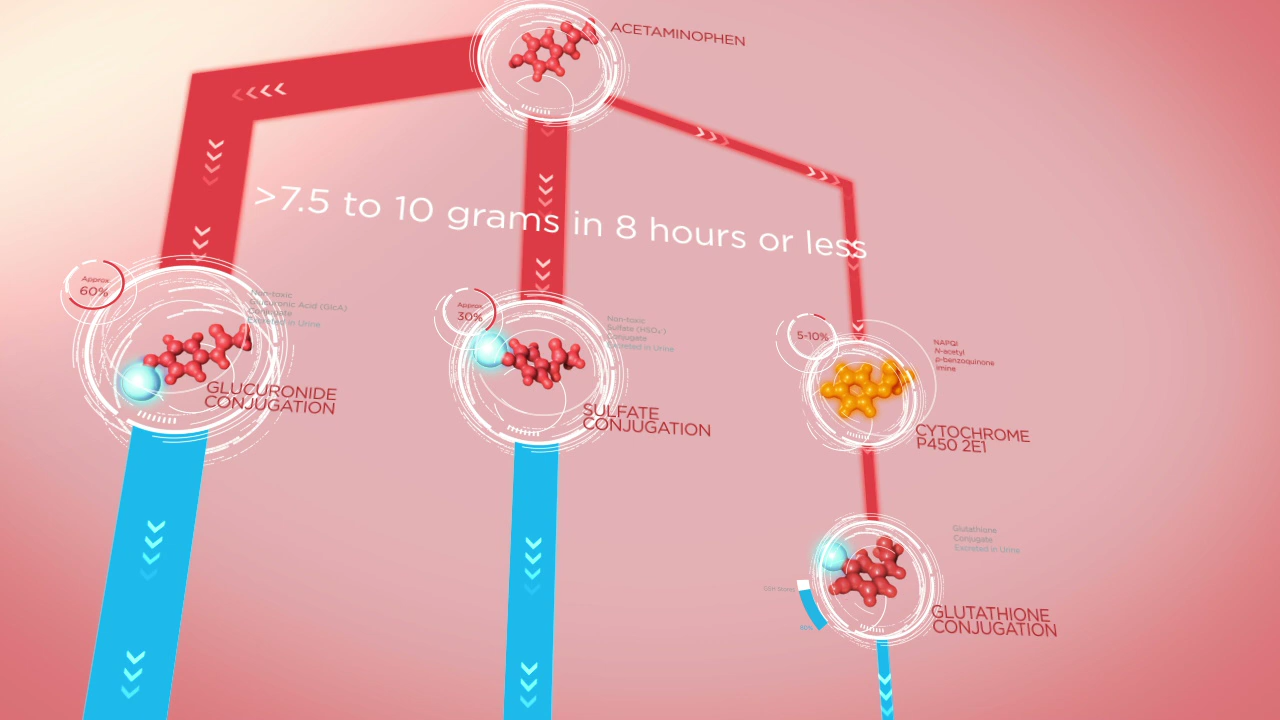 ACETAMINOPHEN
>7.5 to 10 grams in 8 hours or less
Approx.
60%
Non-toxic
Glucuronic Acid (GlcA)
Conjugate
Excreted in Urine
GLUCURONIDE
CONJUGATION
Approx.
30%
Non-toxic
Sulfate (HSO₄⁻)
Conjugate
Excreted in Urine
SULFATE
CONJUGATION
5-10%
NAPQI
N-acetyl
p-benzoquinone
imine
CYTOCHROME
P450 2E1
Glutathione
Conjugate
Excreted in Urine
GLUTATHIONE
CONJUGATION